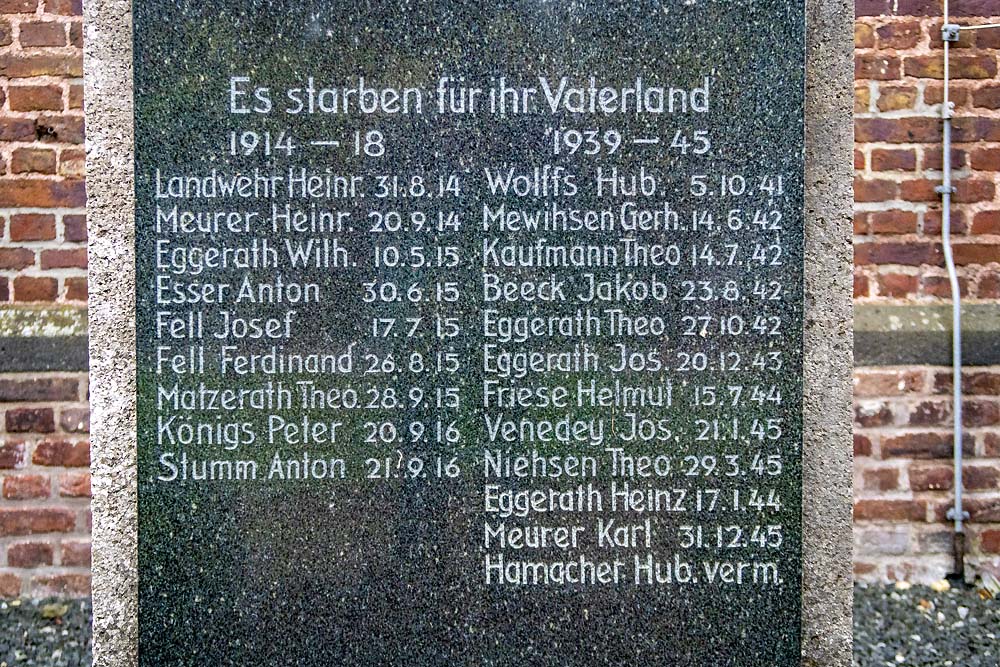 Es starben für ihr Vaterland
1914 – 18
Landwehr Heinr. 31.8.14
Meurer Heinr. 20.9.14
Eggerath Wilh. 10.5.15
Esser Anton 30.6.15
Fell Josef 17.7.15
Fell Ferdinand 26.8.15
Matzerath Theo. 28.9.15
Königs Peter 20.9.16
Stumm Anton 21.9.16
1939 – 45
Wolffs Hub. 5.10.41
Mewihsen Gerh. 14.6.42
Kaufmann Theo 14.7.42
Beeck Jakob 23.8.42
Eggerath Theo 27.10.42
Eggerath Jos. 20.12.43
Friese Helmut 15.7.44
Venedey Jos. 21.1.45
Niehsen Theo 29.3.45
Eggerath Heinz 17.1.44
Meurer Karl 31.12.45
Hamacher Hub. verm.